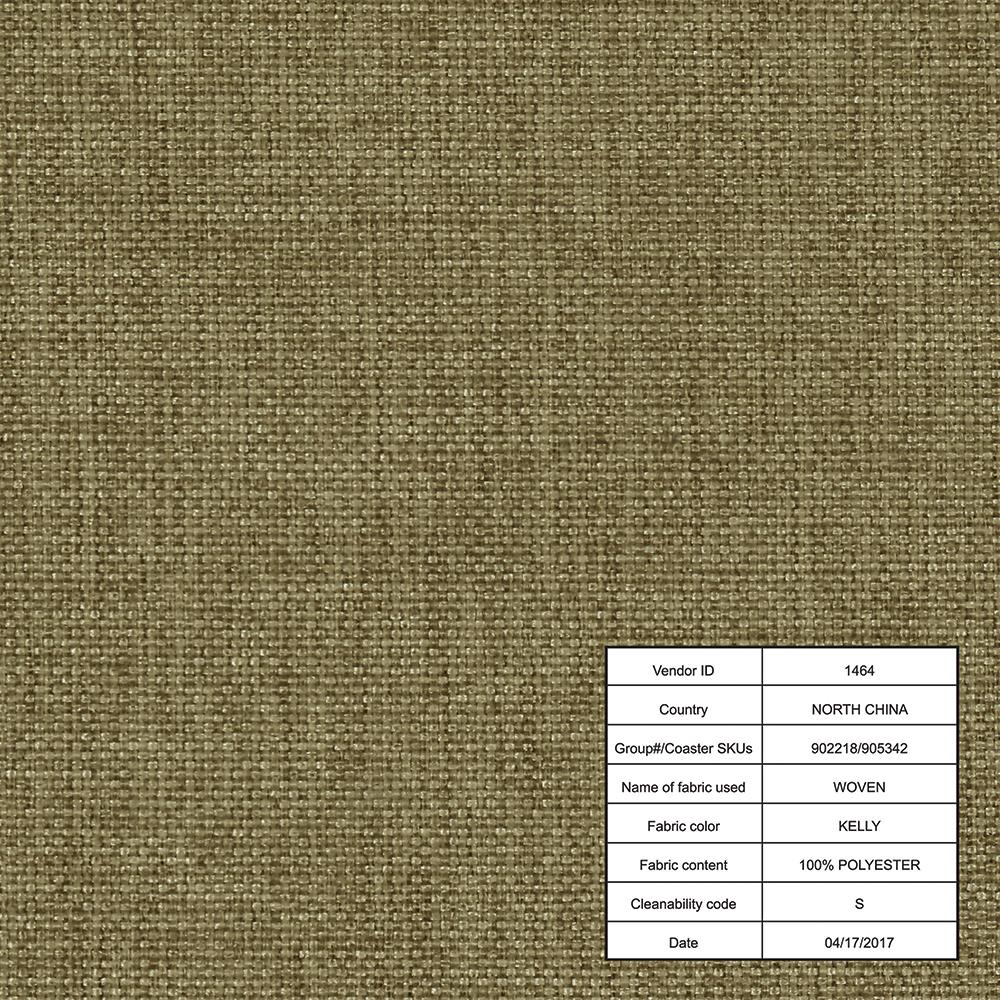 Vendor ID 1464
Country NORTH CHINA
Group#/Coaster SKUs 902218/905342
Name of fabric used WOVEN
Fabric color KELLY
Fabric content 100% POLYESTER
Cleanability code S
Date 04/17/2017